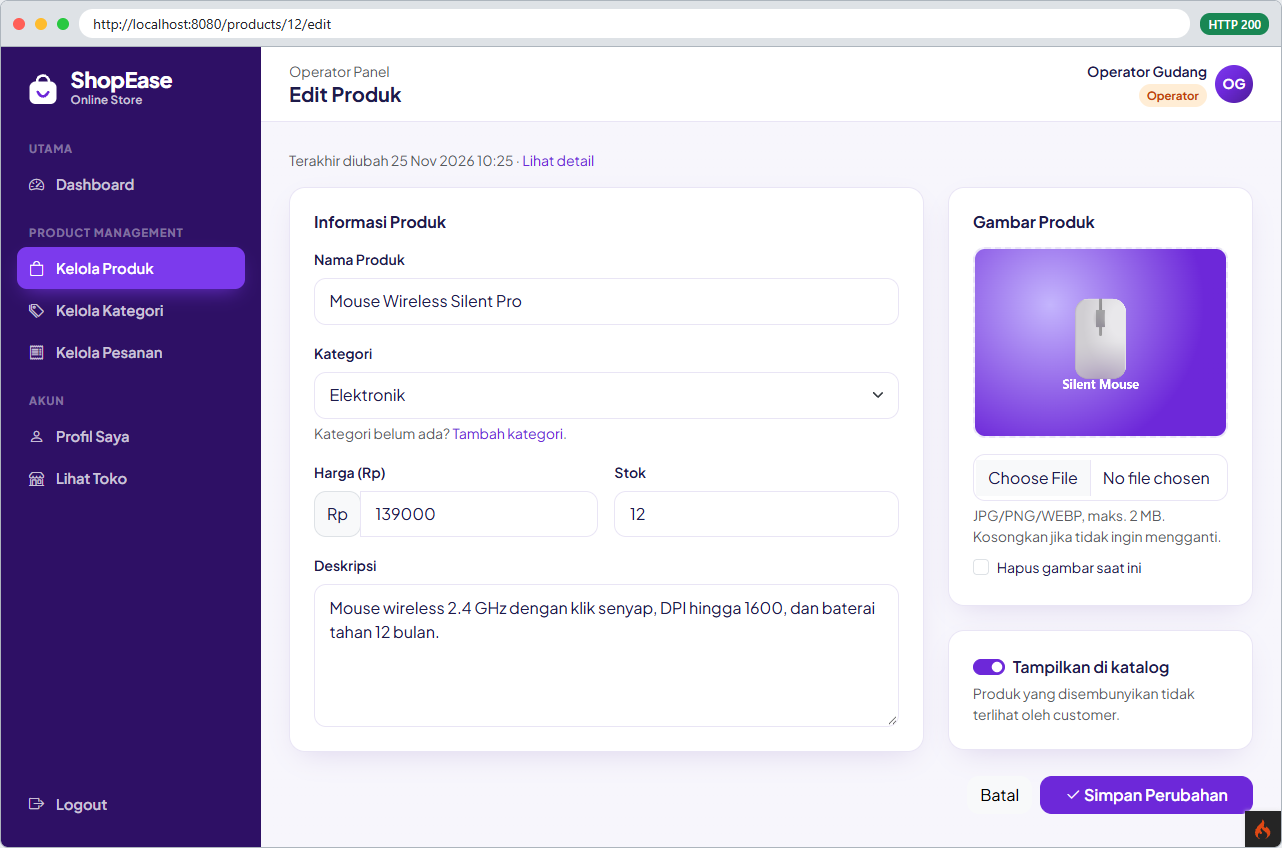 http://localhost:8080/products/12/edit
HTTP 200
ShopEase
Online Store
UTAMA
Dashboard
PRODUCT MANAGEMENT
Kelola Produk
Kelola Kategori
Kelola Pesanan
AKUN
Profil Saya
Lihat Toko
Logout
Operator Panel
Edit Produk
Operator Gudang
Operator
OG
Terakhir diubah 25 Nov 2026 10:25 · Lihat detail
Informasi Produk
Nama Produk
Mouse Wireless Silent Pro
Kategori
Elektronik
Kategori belum ada? Tambah kategori.
Harga (Rp)
Rp 139000
Stok
12
Deskripsi
Mouse wireless 2.4 GHz dengan klik senyap, DPI hingga 1600, dan baterai
tahan 12 bulan.
Gambar Produk
Silent Mouse
Choose File No file chosen
JPG/PNG/WEBP, maks. 2 MB.
Kosongkan jika tidak ingin mengganti.
Hapus gambar saat ini
Tampilkan di katalog
Produk yang disembunyikan tidak
terlihat oleh customer.
Batal
Simpan Perubahan